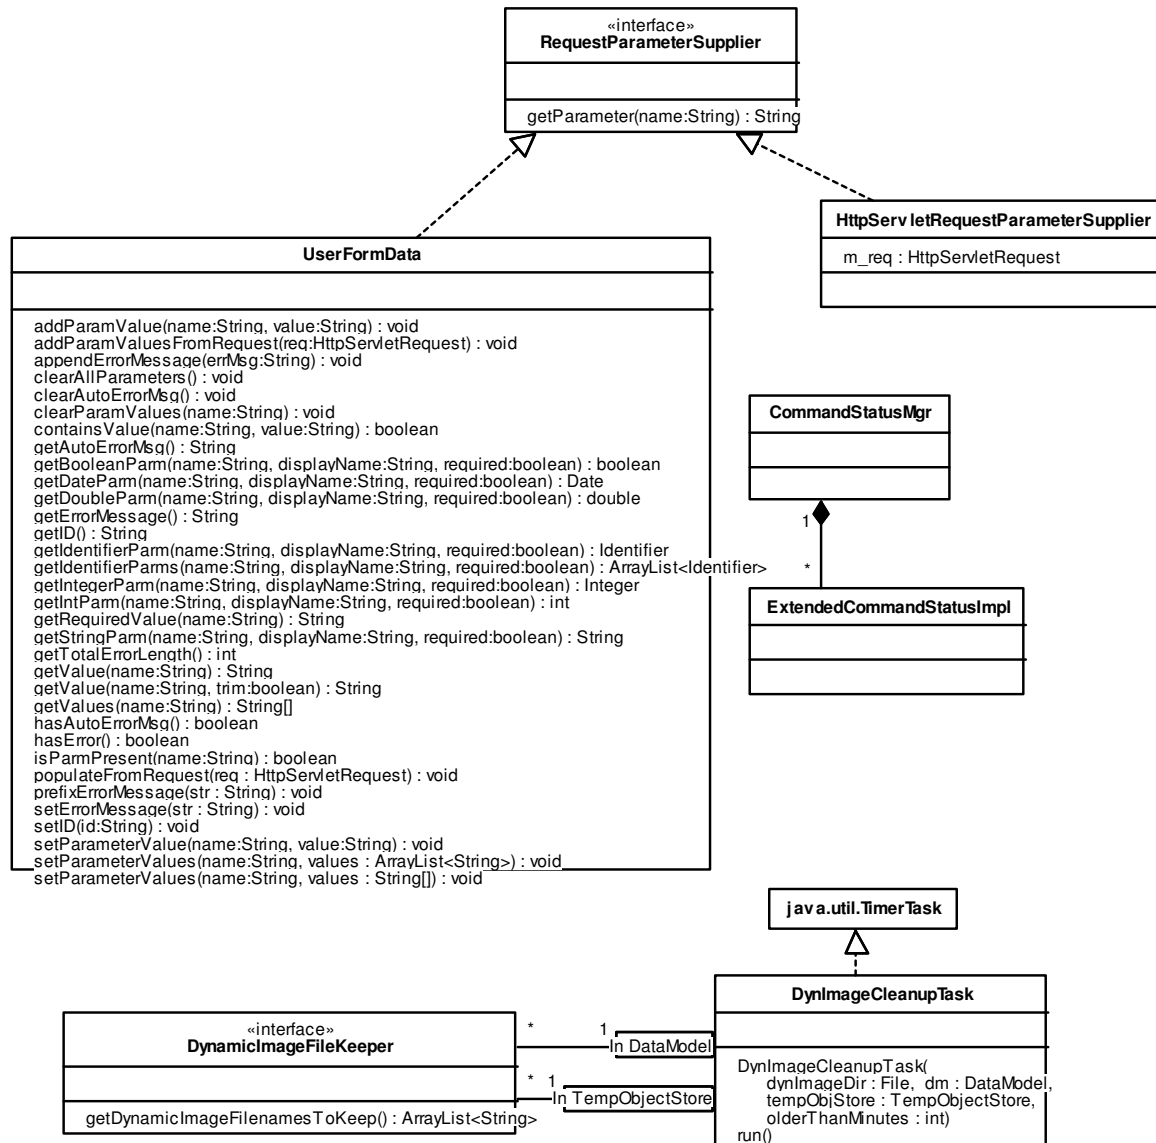 «interface»
RequestParameterSupplier
getParameter(name:String) : String
HttpServletRequestParameterSupplier
m_req : HttpServletRequest
UserFormData
addParamValue(name:String, value:String) : void
addParamValuesFromRequest(req:HttpServletRequest) : void
appendErrorMessage(errMsg:String) : void
clearAllParameters() : void
clearAutoErrorMsg() : void
clearParamValues(name:String) : void
containsValue(name:String, value:String) : boolean
getAutoErrorMsg() : String
getBooleanParm(name:String, displayName:String, required:boolean) : boolean
getDateParm(name:String, displayName:String, required:boolean) : Date
getDoubleParm(name:String, displayName:String, required:boolean) : double
getErrorMessage() : String
getID() : String
getIdentifierParm(name:String, displayName:String, required:boolean) : Identifier
getIdentifierParms(name:String, displayName:String, required:boolean) : ArrayList<Identifier>
getIntegerParm(name:String, displayName:String, required:boolean) : Integer
getIntParm(name:String, displayName:String, required:boolean) : int
getRequiredValue(name:String) : String
getStringParm(name:String, displayName:String, required:boolean) : String
getTotalErrorLength() : int
getValue(name:String) : String
getValue(name:String, trim:boolean) : String
getValues(name:String) : String[]
hasAutoErrorMsg() : boolean
hasError() : boolean
isParmPresent(name:String) : boolean
populateFromRequest(req : HttpServletRequest) : void
prefixErrorMessage(str : String) : void
setErrorMessage(str : String) : void
setID(id:String) : void
setParameterValue(name:String, value:String) : void
setParameterValues(name:String, values : ArrayList<String>) : void
setParameterValues(name:String, values : String[]) : void
CommandStatusMgr
1
*
ExtendedCommandStatusImpl
java.util.TimerTask
DynImageCleanupTask
DynImageCleanupTask(
dynImageDir : File, dm : DataModel,
tempObjStore : TempObjectStore,
olderThanMinutes : int)
run()
* 1
In DataModel
* 1
In TempObjectStore
«interface»
DynamicImageFileKeeper
getDynamicImageFilenamesToKeep() : ArrayList<String>